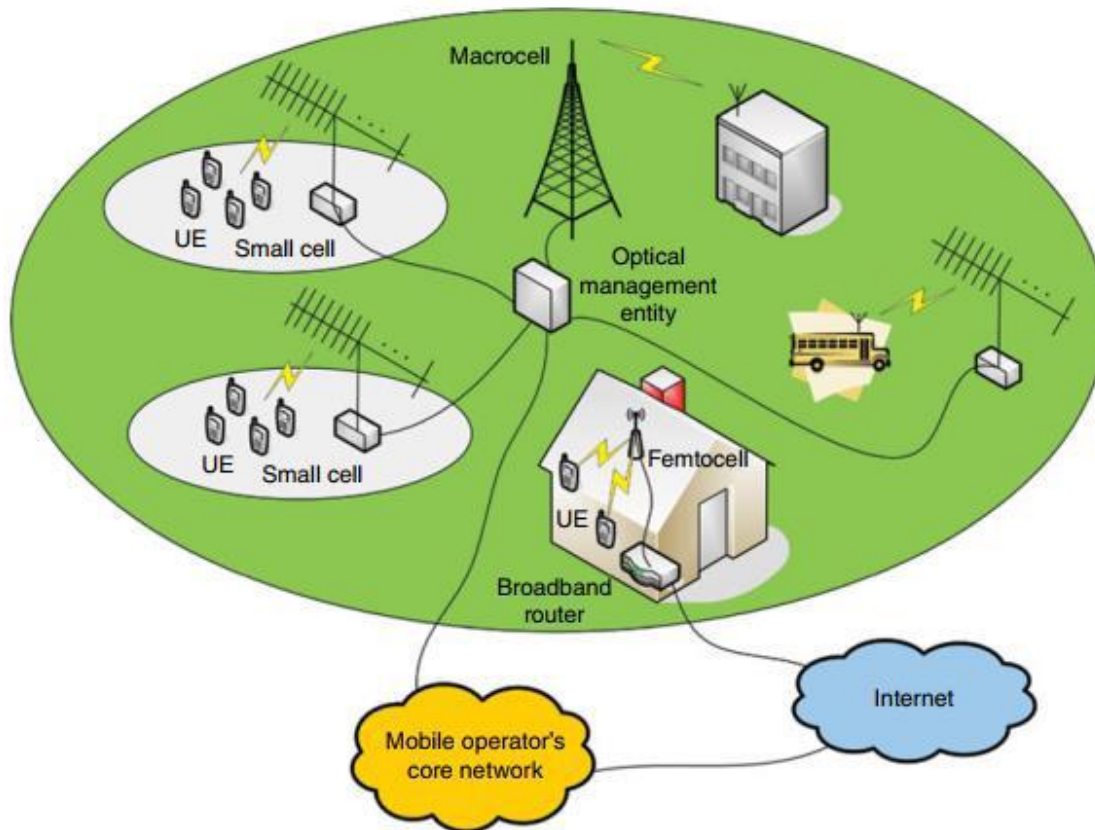 Macrocell
UE
Small cell
Optical
management
entity
UE
Small cell
Femtocell
UE
Broadband
router
Internet
Mobile operator's
core network